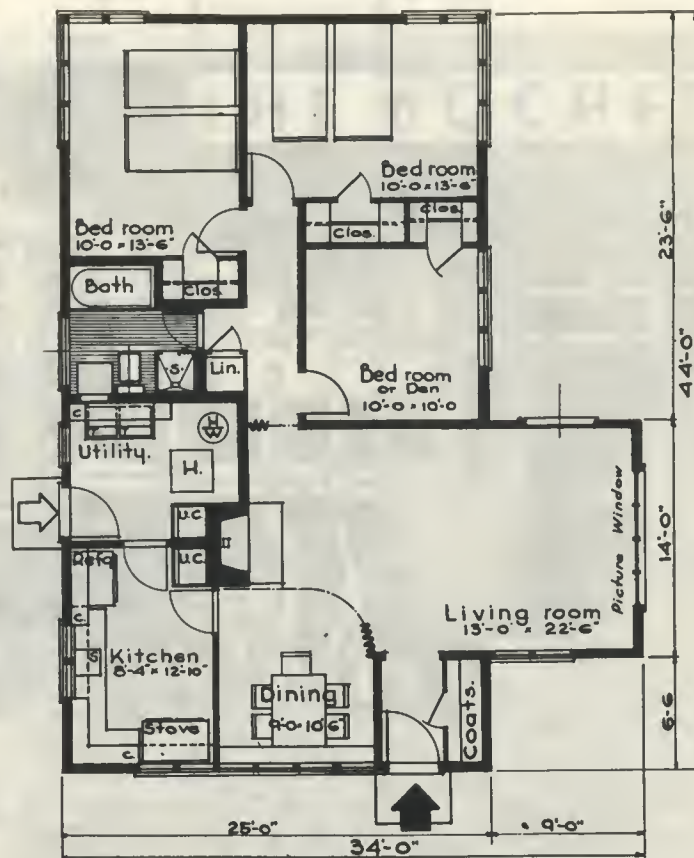 Bed room
10'-0 × 13'-6"
Clos.
Clos.
Bed room
10'-0 × 13'-6"
Clos.
Bath
S.
Lin.
Bed room
or Den
10'-0 × 10'-0
23'-6"
44'-0"
C
Utility.
H
W
H.
U.C.
U.C.
Refg.
C.
S
Kitchen
8'-4" × 12'-10"
Stove
C.
Dining
9'-0-10'6"
Living room
13'-0" × 22'-6"
Picture Window
14'-0"
Coats.
6-6
25'-0"
9'-0"
34'-0"